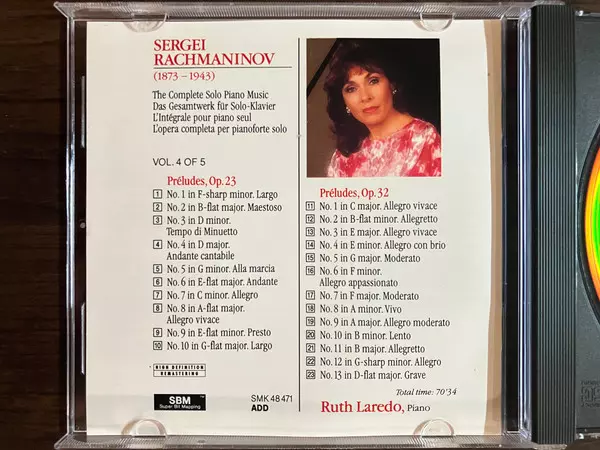 SERGEI
RACHMANINOV
(1873 – 1943)
The Complete Solo Piano Music
Das Gesamtwerk für Solo-Klavier
L'Intégrale pour piano seul
L'opera completa per pianoforte solo
VOL. 4 OF 5
Préludes, Op. 23
1 No. 1 in F-sharp minor. Largo
2 No. 2 in B-flat major. Maestoso
3 No. 3 in D minor.
Tempo di Minuetto
4 No. 4 in D major.
Andante cantabile
5 No. 5 in G minor. Alla marcia
6 No. 6 in E-flat major. Andante
7 No. 7 in C minor. Allegro
8 No. 8 in A-flat major.
Allegro vivace
9 No. 9 in E-flat minor. Presto
10 No. 10 in G-flat major. Largo
HIGH DEFINITION
REMASTERING
SBM™
Super Bit Mapping
SMK 48 471
ADD
Préludes, Op. 32
11 No. 1 in C major. Allegro vivace
12 No. 2 in B-flat minor. Allegretto
13 No. 3 in E major. Allegro vivace
14 No. 4 in E minor. Allegro con brio
15 No. 5 in G major. Moderato
16 No. 6 in F minor.
Allegro appassionato
17 No. 7 in F major. Moderato
18 No. 8 in A minor. Vivo
19 No. 9 in A major. Allegro moderato
20 No. 10 in B minor. Lento
21 No. 11 in B major. Allegretto
22 No. 12 in G-sharp minor. Allegro
23 No. 13 in D-flat major. Grave
Total time: 70'34
Ruth Laredo, Piano